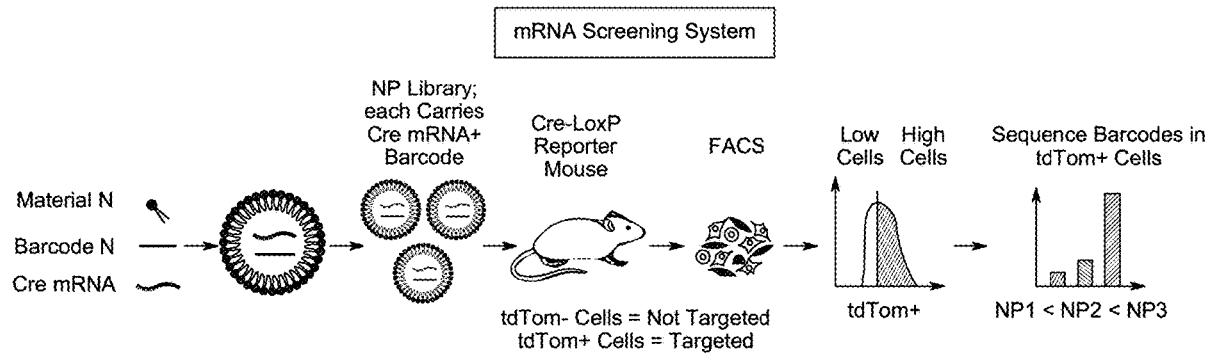 mRNA Screening System
Material N
Barcode N
Cre mRNA
NP Library;
each Carries
Cre mRNA+
Barcode
Cre-LoxP
Reporter
Mouse
tdTom- Cells = Not Targeted
tdTom+ Cells = Targeted
FACS
Low High
Cells Cells
tdTom+
Sequence Barcodes in
tdTom+ Cells
NP1 < NP2 < NP3